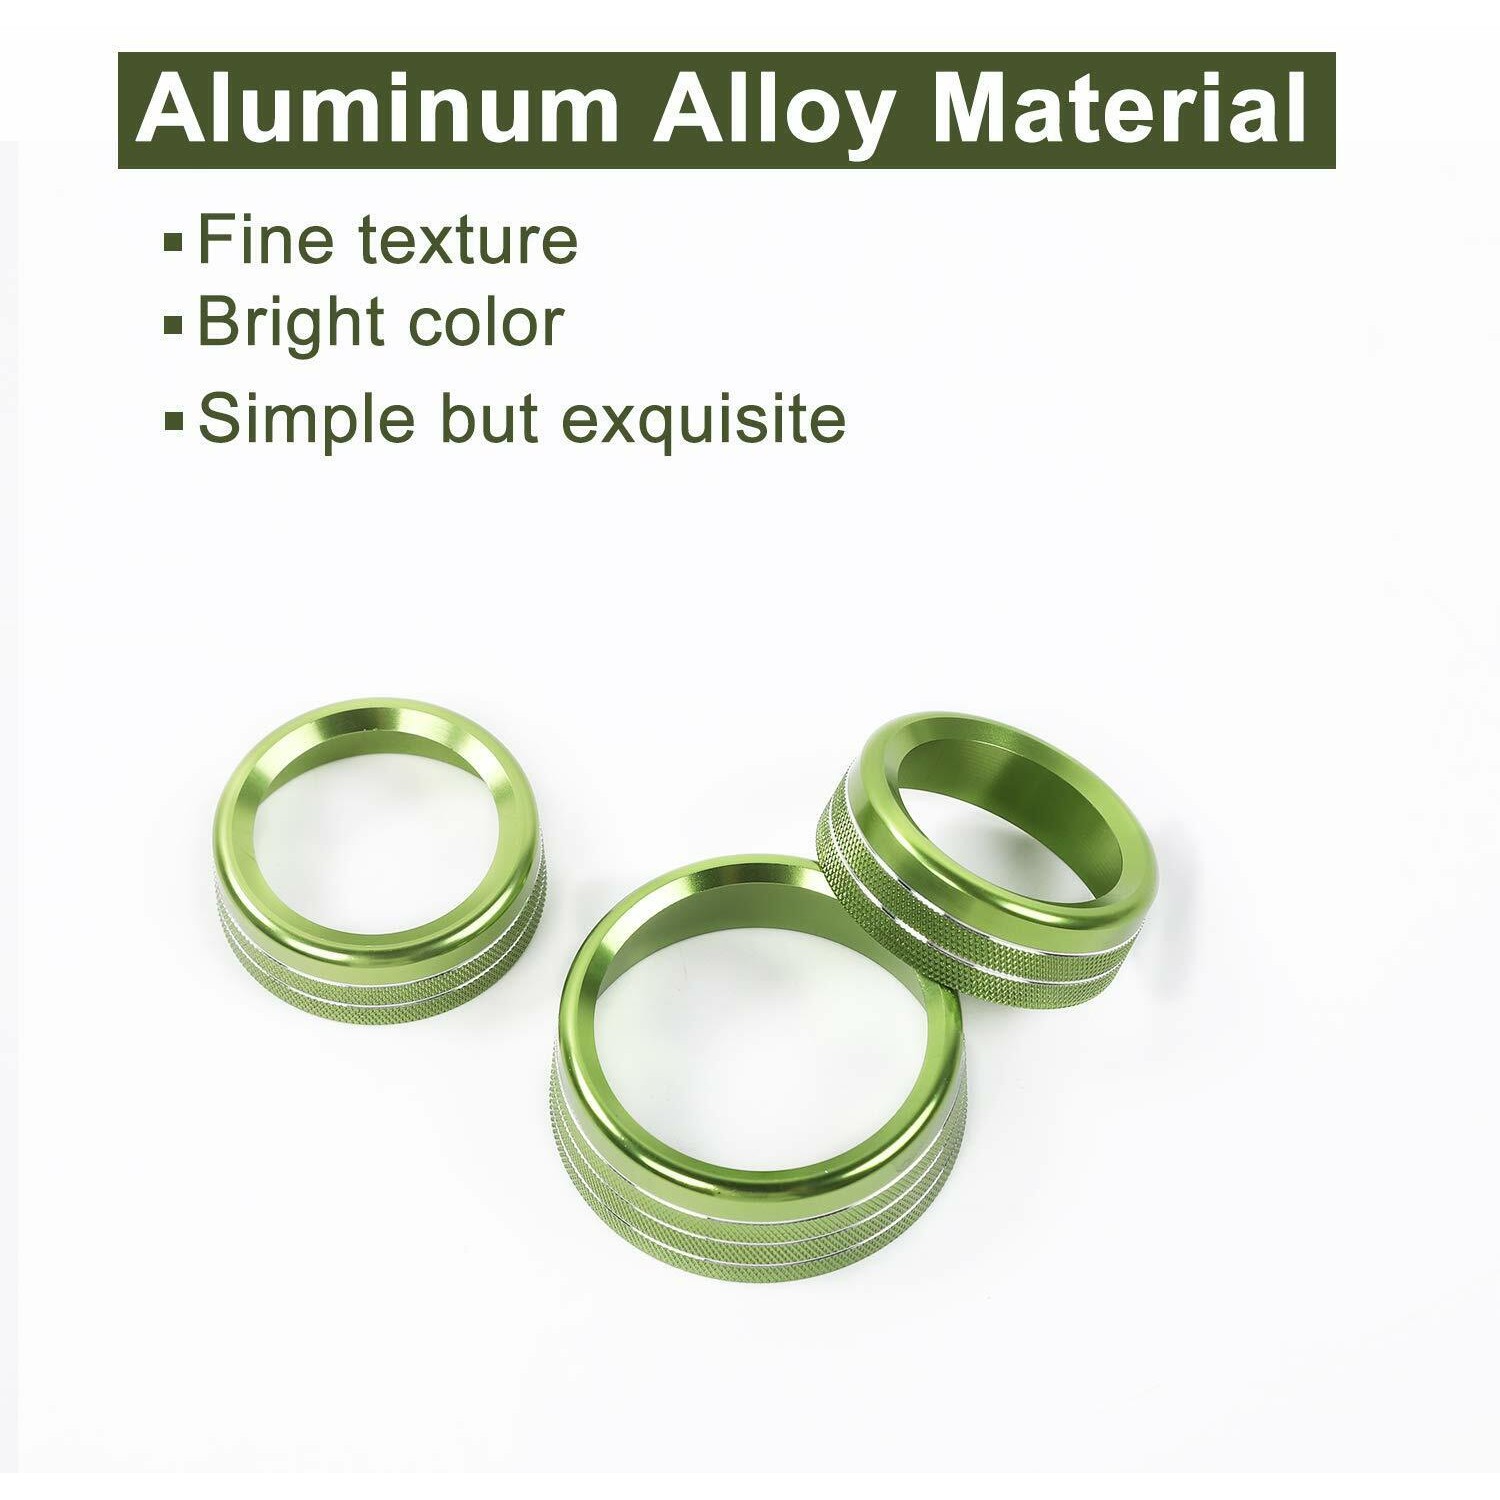 Aluminum Alloy Material
▪Fine texture
▪Bright color
▪Simple but exquisite